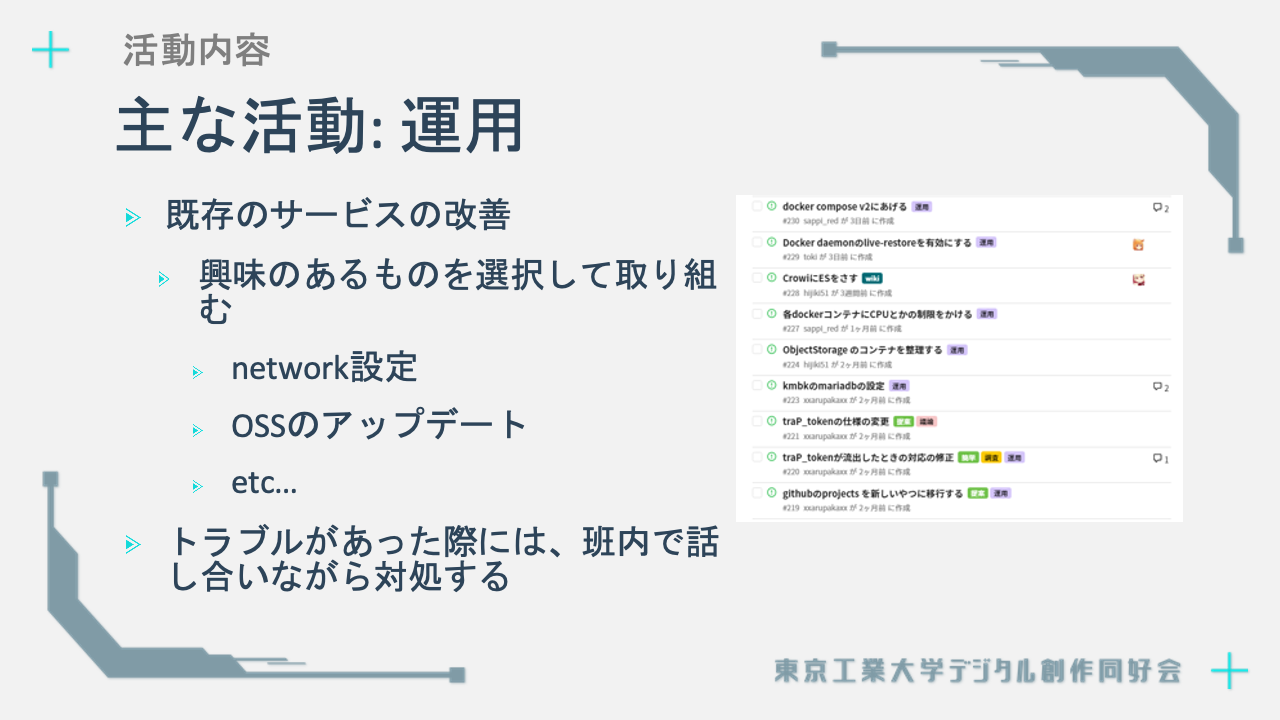 活動内容
主な活動: 運用
既存のサービスの改善
興味のあるものを選択して取り組
む
network設定
OSSのアップデート
etc…
トラブルがあった際には、班内で話
し合いながら対処する
docker compose v2にあげる 運用 2
#230 sappi_red が 3日前 に作成
Docker daemonのlive-restoreを有効にする 運用
#229 toki が 3日前 に作成
CrowiにESをさす wiki
#228 hijiki51 が 3週間前 に作成
各dockerコンテナにCPUとかの制限をかける 運用
#227 sappi_red が 1ヶ月前 に作成
ObjectStorage のコンテナを整理する 運用
#224 hijiki51 が 2ヶ月前 に作成
kmbkのmariadbの設定 運用 2
#223 xxarupakaxx が 2ヶ月前 に作成
traP_tokenの仕様の変更 提案
#221 xxarupakaxx が 2ヶ月前 に作成
traP_tokenが流出したときの対応の修正 簡単 調査 運用 1
#220 xxarupakaxx が 2ヶ月前 に作成
githubのprojects を新しいやつに移行する 提案 運用
#219 xxarupakaxx が 2ヶ月前 に作成
東京工業大学デジタル創作同好会